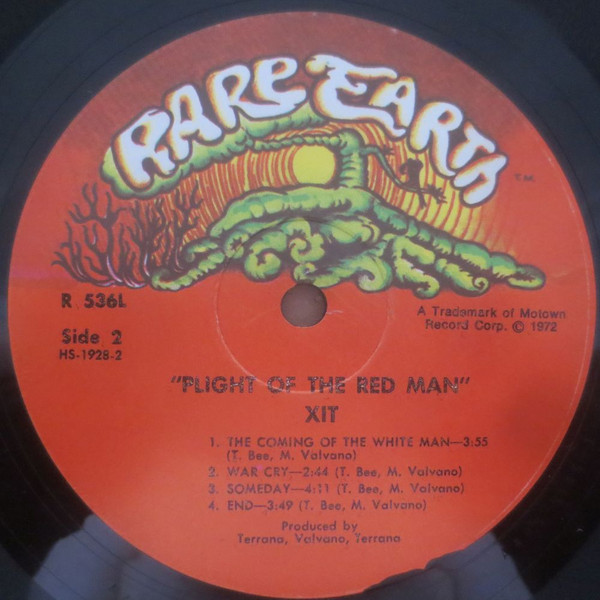 RARE EARTH
T.M.
R 536L
Side 2
HS-1928-2
A Trademark of Motown
Record Corp. © 1972
"PLIGHT OF THE RED MAN"
XIT
1. THE COMING OF THE WHITE MAN—3:55
(T. Bee, M. Valvano)
2. WAR CRY—2:44 (T. Bee, M. Valvano)
3. SOMEDAY—4:11 (T. Bee, M. Valvano)
4. END—3:49 (T. Bee, M. Valvano)
Produced by
Terrana, Valvano, Terrana